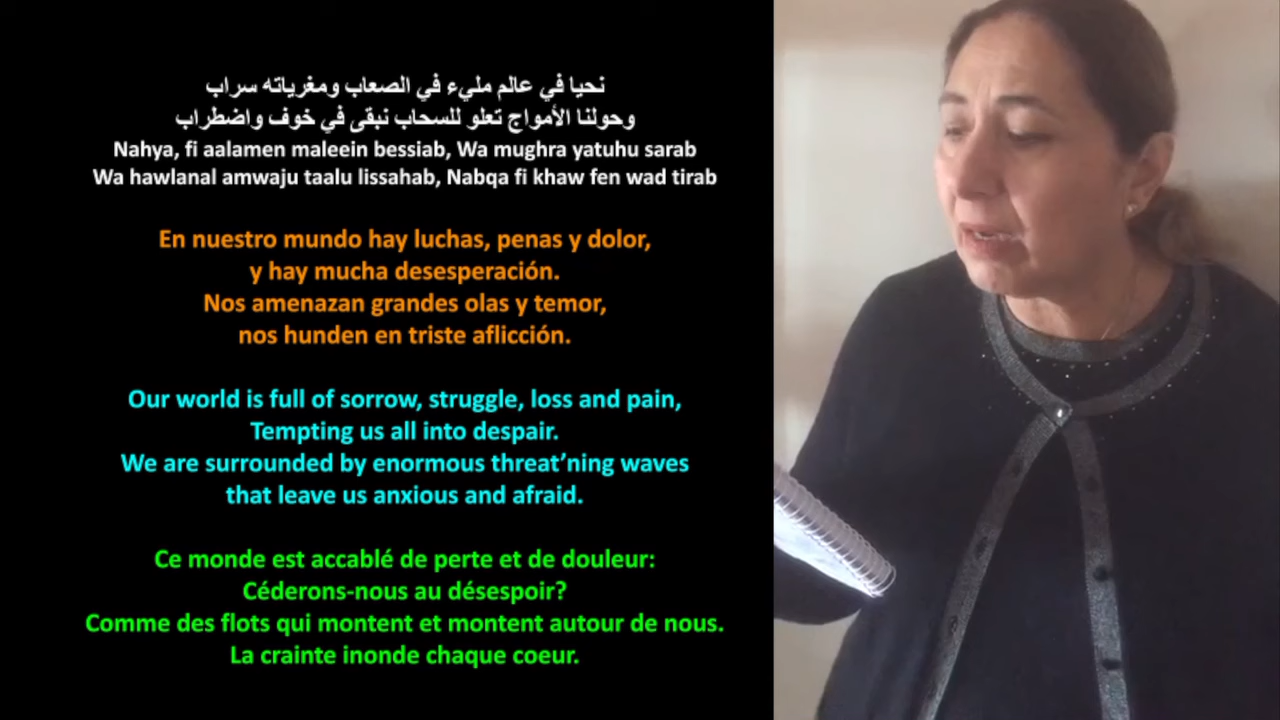 نحيا في عالم مليء في الصعاب ومغرياته سراب
وحولنا الأمواج تعلو للسحاب نبقى في خوف واضطراب
Nahya, fi aalamen maleein bessiab, Wa mughra yatuhu sarab
Wa hawlanal amwaju taalu lissahab, Nabqa fi khaw fen wad tirab
En nuestro mundo hay luchas, penas y dolor,
y hay mucha desesperación.
Nos amenazan grandes olas y temor,
nos hunden en triste aflicción.
Our world is full of sorrow, struggle, loss and pain,
Tempting us all into despair.
We are surrounded by enormous threat’ning waves
that leave us anxious and afraid.
Ce monde est accablé de perte et de douleur:
Céderons-nous au désespoir?
Comme des flots qui montent et montent autour de nous.
La crainte inonde chaque coeur.